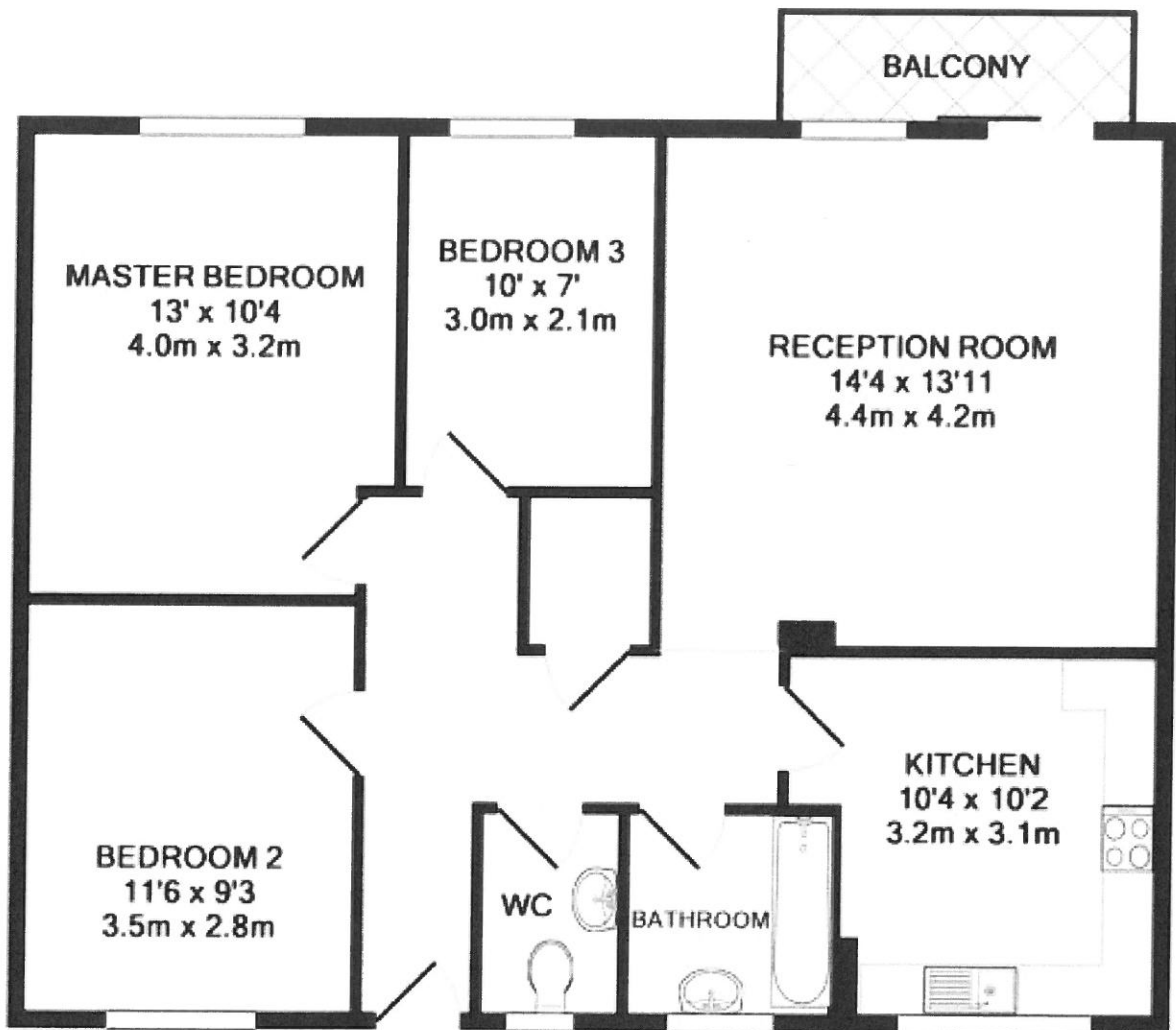 BALCONY
MASTER BEDROOM
13' x 10'4
4.0m x 3.2m
BEDROOM 3
10' x 7'
3.0m x 2.1m
RECEPTION ROOM
14'4 x 13'11
4.4m x 4.2m
KITCHEN
10'4 x 10'2
3.2m x 3.1m
BEDROOM 2
11'6 x 9'3
3.5m x 2.8m
WC
BATHROOM